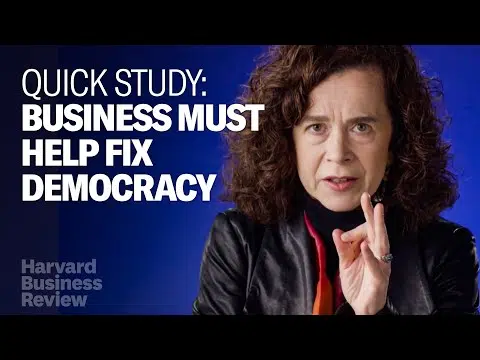 QUICK STUDY:
BUSINESS MUST
HELP FIX
DEMOCRACY
Harvard
Business
Review